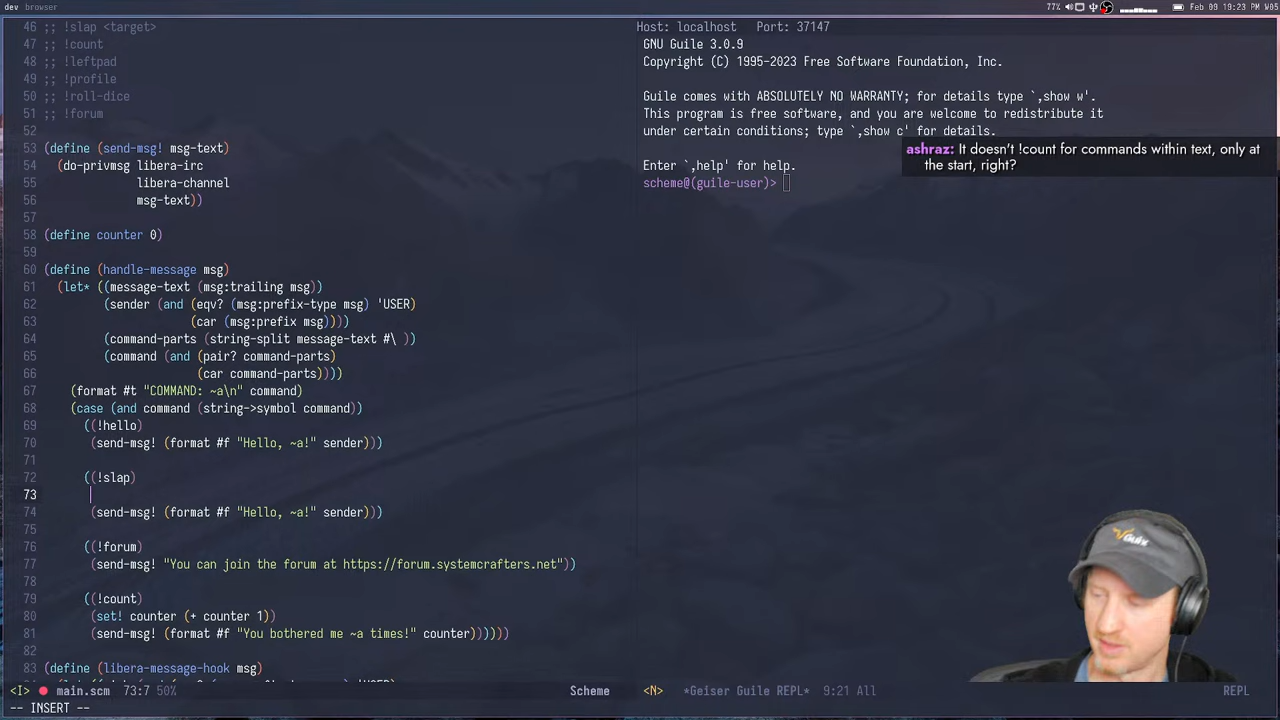 dev browser
77% Feb 09 19:23 Sun W05
46 ;; !slap <target>
47 ;; !count
48 ;; !leftpad
49 ;; !profile
50 ;; !roll-dice
51 ;; !forum
52
53 (define (send-msg! msg-text)
54 (do-privmsg libera-irc
55 libera-channel
56 msg-text))
57
58 (define counter 0)
59
60 (define (handle-message msg)
61 (let* ((message-text (msg:trailing msg))
62 (sender (and (eqv? (msg:prefix-type msg) 'USER)
63 (car (msg:prefix msg))))
64 (command-parts (string-split message-text #\ ))
65 (command (and (pair? command-parts)
66 (car command-parts))))
67 (format #t "COMMAND: ~a\n" command)
68 (case (and command (string->symbol command))
69 ((!hello)
70 (send-msg! (format #f "Hello, ~a!" sender)))
71
72 ((!slap)
73
74 (send-msg! (format #f "Hello, ~a!" sender)))
75
76 ((!forum)
77 (send-msg! "You can join the forum at https://forum.systemcrafters.net"))
78
79 ((!count)
80 (set! counter (+ counter 1))
81 (send-msg! (format #f "You bothered me ~a times!" counter))))))
82
83 (define (libera-message-hook msg)
<I> main.scm 73:7 50% Scheme
-- INSERT --
Host: localhost Port: 37147
GNU Guile 3.0.9
Copyright (C) 1995-2023 Free Software Foundation, Inc.
Guile comes with ABSOLUTELY NO WARRANTY; for details type `,show w'.
This program is free software, and you are welcome to redistribute it
under certain conditions; type `,show c' for details.
Enter `,help' for help.
scheme@(guile-user)>
ashraz: It doesn't !count for commands within text, only at
the start, right?
<N> *Geiser Guile REPL* 9:21 All REPL
Guix